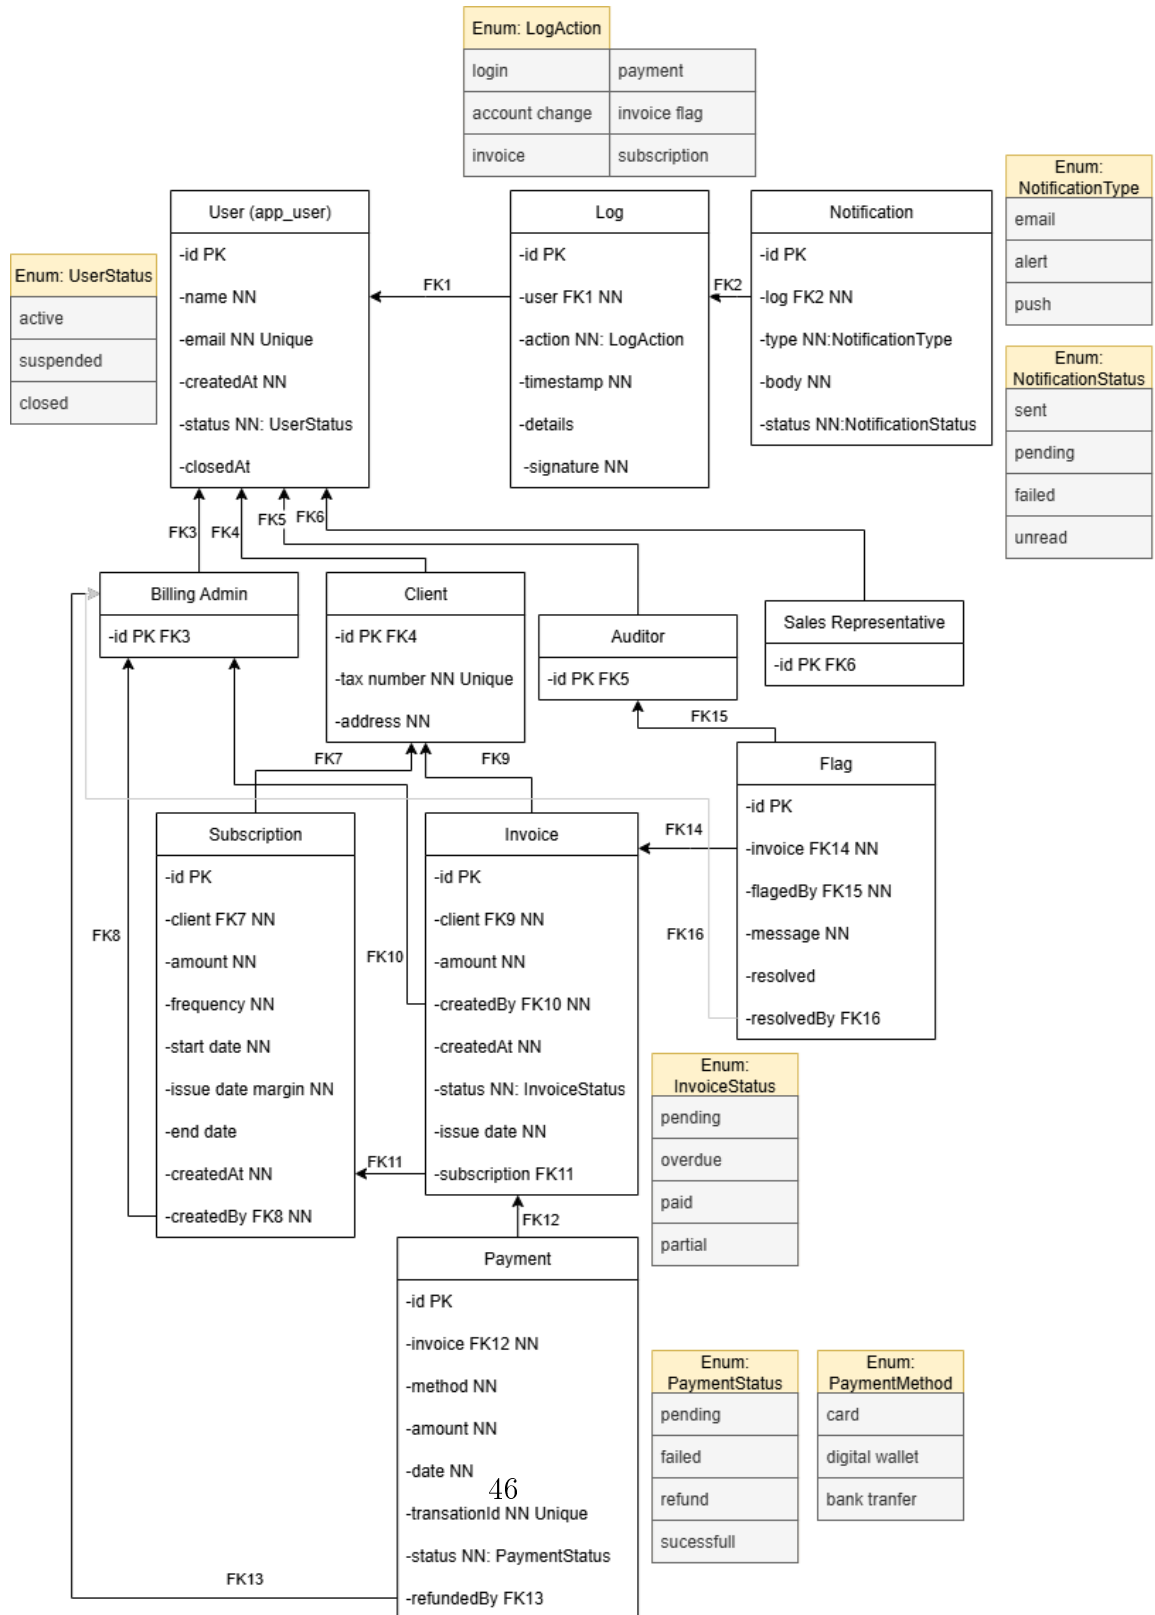 Enum: LogAction
login
payment
account change
invoice flag
invoice
subscription
Enum:
NotificationType
email
alert
push
Enum:
NotificationStatus
sent
pending
failed
unread
Enum: UserStatus
active
suspended
closed
User (app_user)
-id PK
-name NN
-email NN Unique
-createdAt NN
-status NN: UserStatus
-closedAt
FK1
Log
-id PK
-user FK1 NN
-action NN: LogAction
-timestamp NN
-details
-signature NN
FK2
Notification
-id PK
-log FK2 NN
-type NN:NotificationType
-body NN
-status NN:NotificationStatus
FK3
FK4
FK5
FK6
Billing Admin
-id PK FK3
Client
-id PK FK4
-tax number NN Unique
-address NN
Auditor
-id PK FK5
Sales Representative
-id PK FK6
FK15
FK7
FK9
Flag
-id PK
-invoice FK14 NN
-flagedBy FK15 NN
-message NN
-resolved
-resolvedBy FK16
FK14
FK16
FK8
Subscription
-id PK
-client FK7 NN
-amount NN
-frequency NN
-start date NN
-issue date margin NN
-end date
-createdAt NN
-createdBy FK8 NN
FK10
FK11
Invoice
-id PK
-client FK9 NN
-amount NN
-createdBy FK10 NN
-createdAt NN
-status NN: InvoiceStatus
-issue date NN
-subscription FK11
Enum:
InvoiceStatus
pending
overdue
paid
partial
FK12
Payment
-id PK
-invoice FK12 NN
-method NN
-amount NN
-date NN
46
-transationId NN Unique
-status NN: PaymentStatus
-refundedBy FK13
FK13
Enum:
PaymentStatus
pending
failed
refund
sucessfull
Enum:
PaymentMethod
card
digital wallet
bank tranfer